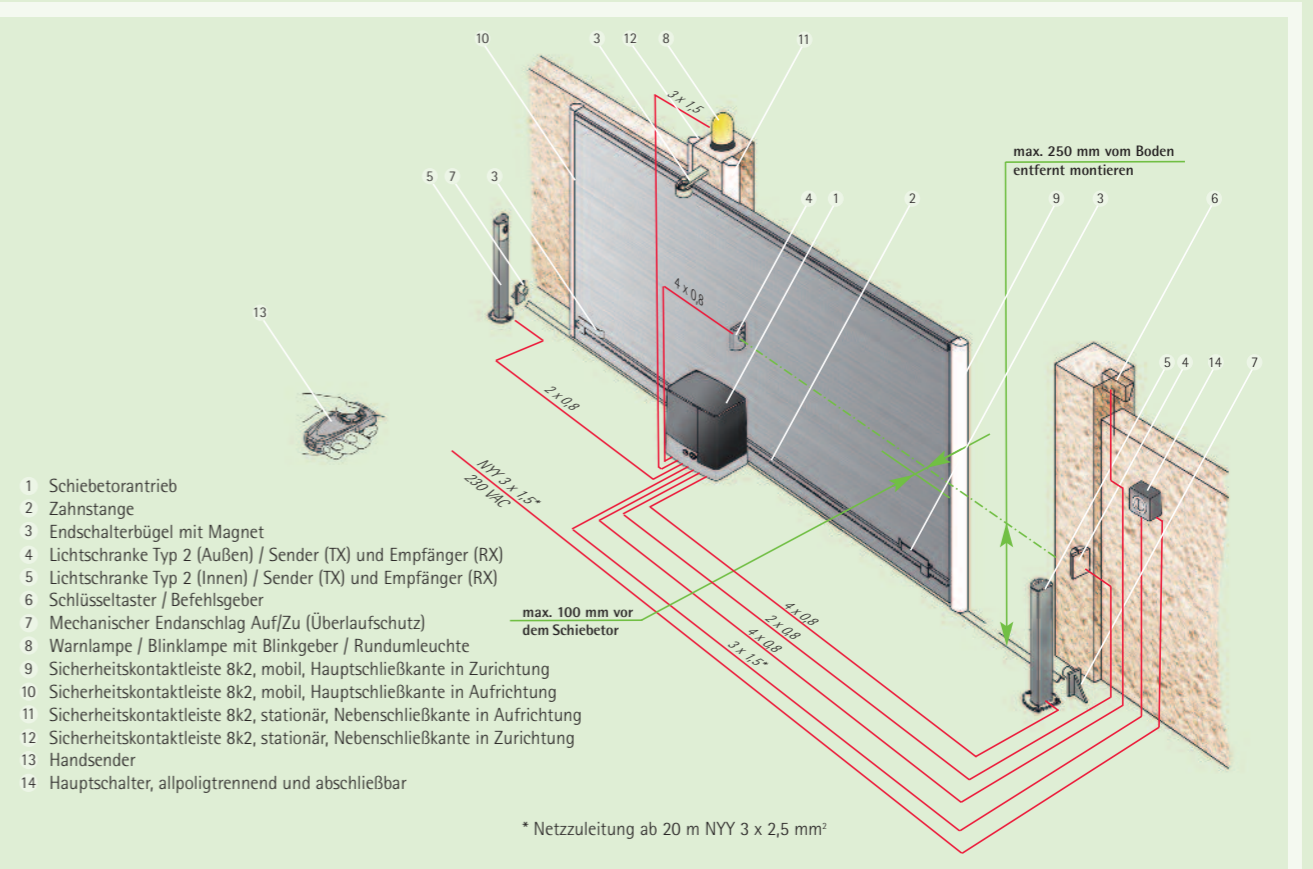 10
3
12
8
11
3 x 1,5
max. 250 mm vom Boden
entfernt montieren
5
7
3
4
1
2
9
3
6
4 x 0,8
13
5
4
14
7
2 x 0,8
NYY 3 x 1,5*
230 VAC
1 Schiebetorantrieb
2 Zahnstange
3 Endschalterbügel mit Magnet
4 Lichtschranke Typ 2 (Außen) / Sender (TX) und Empfänger (RX)
5 Lichtschranke Typ 2 (Innen) / Sender (TX) und Empfänger (RX)
6 Schlüsseltaster / Befehlsgeber
7 Mechanischer Endanschlag Auf/Zu (Überlaufschutz)
8 Warnlampe / Blinklampe mit Blinkgeber / Rundumleuchte
9 Sicherheitskontaktleiste 8k2, mobil, Hauptschließkante in Zurichtung
10 Sicherheitskontaktleiste 8k2, mobil, Hauptschließkante in Aufrichtung
11 Sicherheitskontaktleiste 8k2, stationär, Nebenschließkante in Aufrichtung
12 Sicherheitskontaktleiste 8k2, stationär, Nebenschließkante in Zurichtung
13 Handsender
14 Hauptschalter, allpoligtrennend und abschließbar
max. 100 mm vor
dem Schiebetor
4 x 0,8
2 x 0,8
4 x 0,8
3 x 1,5*
* Netzzuleitung ab 20 m NYY 3 x 2,5 mm²